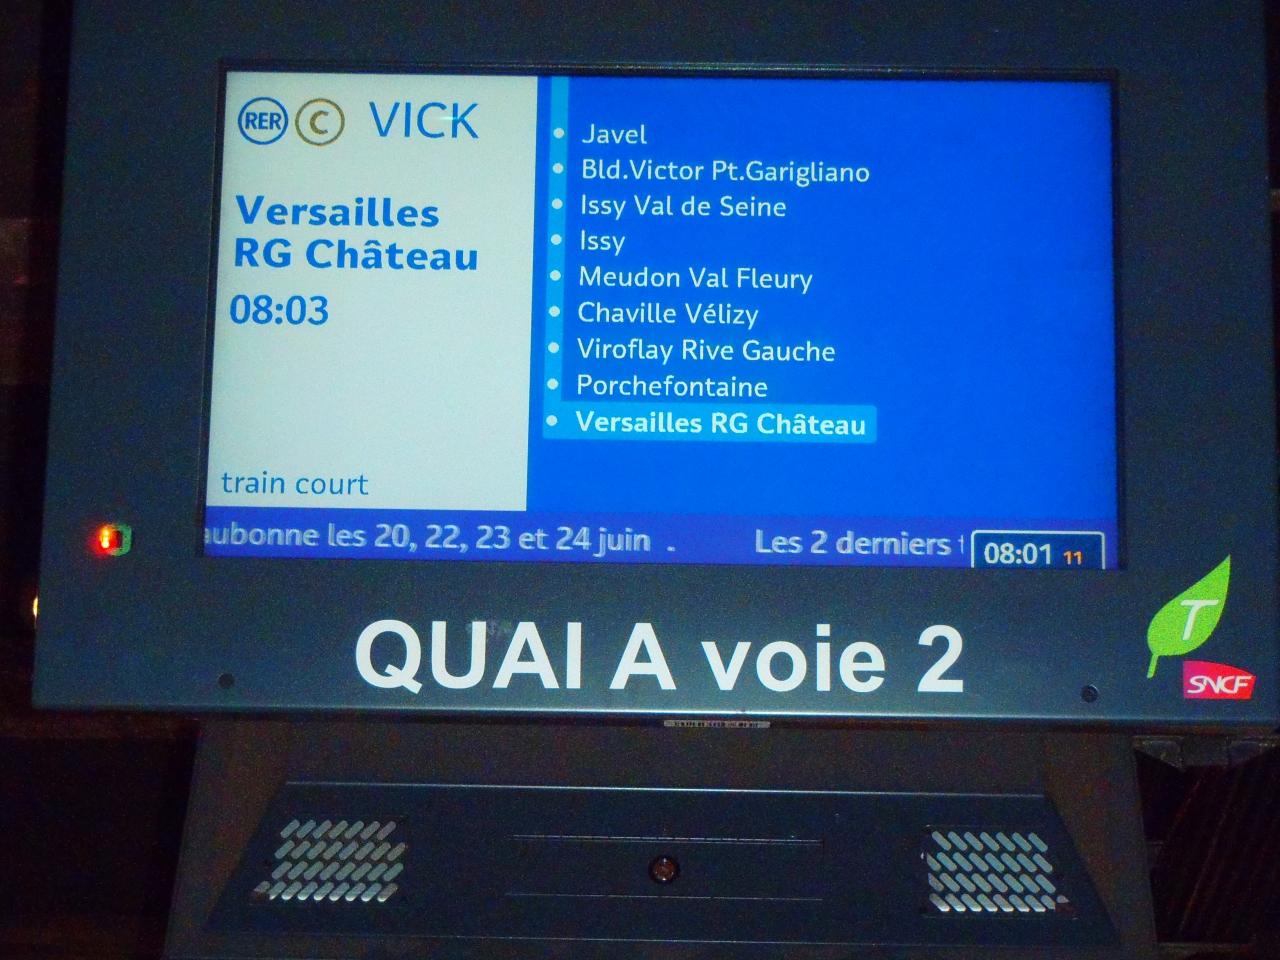 RER C VICK
Versailles
RG Château
08:03
train court
Javel
Bld.Victor Pt.Garigliano
Issy Val de Seine
Issy
Meudon Val Fleury
Chaville Vélizy
Viroflay Rive Gauche
Porchefontaine
Versailles RG Château
aubonne les 20, 22, 23 et 24 juin . Les 2 derniers
08:01 11
QUAI A voie 2
T
SNCF